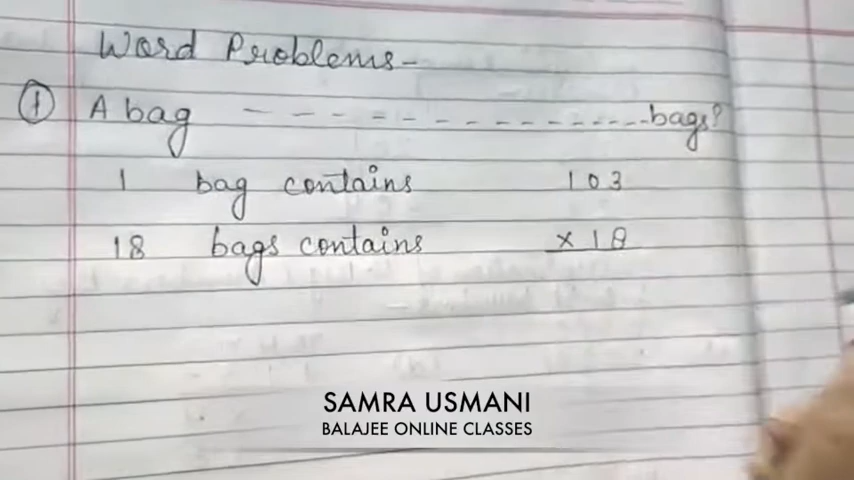 Word Problems-
① A bag - - - - - - - - - - - - - - - - bags?
1 bag contains 103
18 bags contains × 18
SAMRA USMANI
BALAJEE ONLINE CLASSES